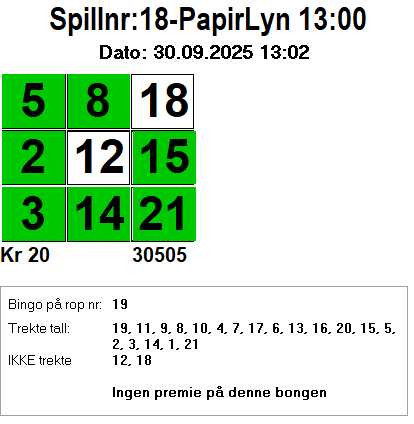 Spillnr:18-PapirLyn 13:00
Dato: 30.09.2025 13:02
5 8 18
2 12 15
3 14 21
Kr 20 30505
Bingo på rop nr: 19
Trekte tall: 19, 11, 9, 8, 10, 4, 7, 17, 6, 13, 16, 20, 15, 5,
2, 3, 14, 1, 21
IKKE trekte 12, 18
Ingen premie på denne bongen